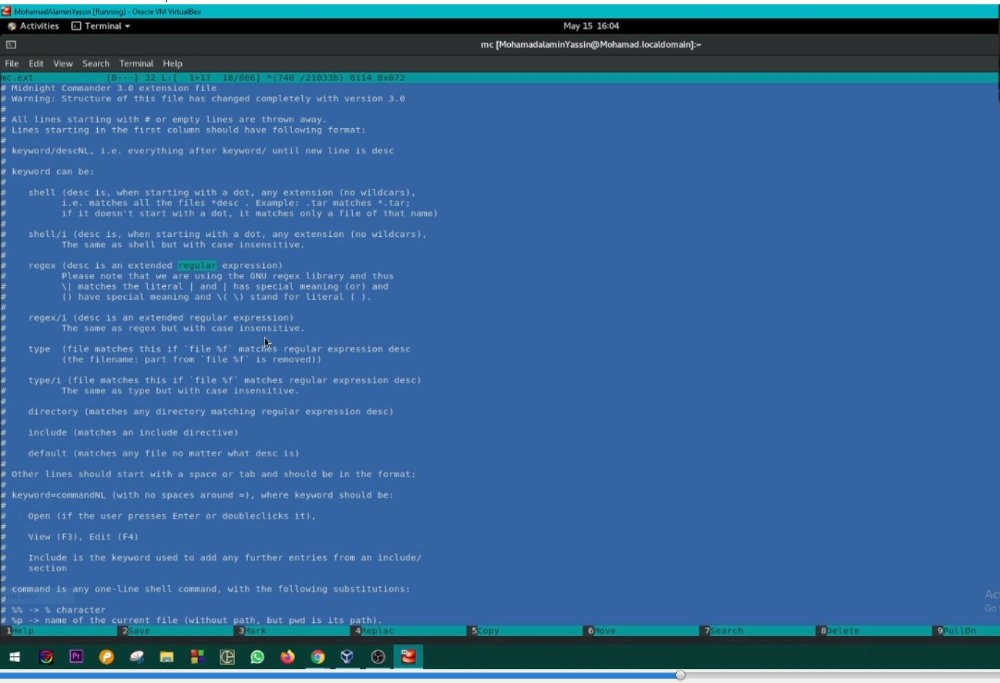 MohamadAlaminYassin [Running] - Oracle VM VirtualBox
Activities Terminal May 15 16:04
mc [MohamadalaminYassin@Mohamad.localdomain]:~
File Edit View Search Terminal Help
mc.ext [B---] 32 L:[ 1+17 18/806] *(740 /21033b) 0114 0x072
# Midnight Commander 3.0 extension file
# Warning: Structure of this file has changed completely with version 3.0
#
# All lines starting with # or empty lines are thrown away.
# Lines starting in the first column should have following format:
#
# keyword/descNL, i.e. everything after keyword/ until new line is desc
#
# keyword can be:
#
# shell (desc is, when starting with a dot, any extension (no wildcars),
# i.e. matches all the files *desc . Example: .tar matches *.tar;
# if it doesn't start with a dot, it matches only a file of that name)
#
# shell/i (desc is, when starting with a dot, any extension (no wildcars),
# The same as shell but with case insensitive.
#
# regex (desc is an extended regular expression)
# Please note that we are using the GNU regex library and thus
# \| matches the literal | and | has special meaning (or) and
# () have special meaning and \( \) stand for literal ( ).
#
# regex/i (desc is an extended regular expression)
# The same as regex but with case insensitive.
#
# type (file matches this if `file %f` matches regular expression desc
# (the filename: part from `file %f` is removed))
#
# type/i (file matches this if `file %f` matches regular expression desc)
# The same as type but with case insensitive.
#
# directory (matches any directory matching regular expression desc)
#
# include (matches an include directive)
#
# default (matches any file no matter what desc is)
#
# Other lines should start with a space or tab and should be in the format:
#
# keyword=commandNL (with no spaces around =), where keyword should be:
#
# Open (if the user presses Enter or doubleclicks it),
#
# View (F3), Edit (F4)
#
# Include is the keyword used to add any further entries from an include/
# section
#
# command is any one-line shell command, with the following substitutions:
#
# %% -> % character
# %p -> name of the current file (without path, but pwd is its path).
1Help 2Save 3Mark 4Replac 5Copy 6Move 7Search 8Delete 9PullDn
Pr